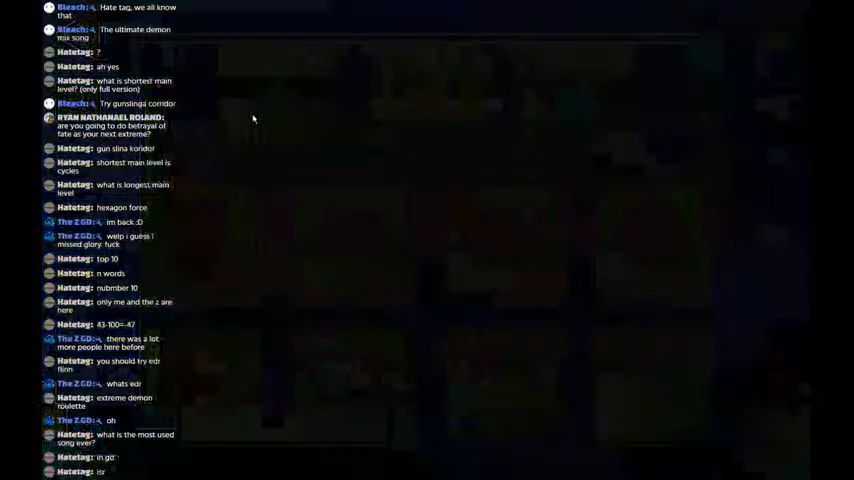 Bleach: Hate tag, we all know
that
Bleach: The ultimate demon
mix song
Hatetag: ?
Hatetag: ah yes
Hatetag: what is shortest main
level? (only full version)
Bleach: Try gunslinga corridor
RYAN NATHANAEL ROLAND:
are you going to do betrayal of
fate as your next extreme?
Hatetag: gun slina koridor
Hatetag: shortest main level is
cycles
Hatetag: what is longest main
level
Hatetag: hexagon force
The Z GD: im back :D
The Z GD: welp i guess i
missed glory. fuck
Hatetag: top 10
Hatetag: n words
Hatetag: nubmber 10
Hatetag: only me and the z are
here
Hatetag: 43-100=-47
The Z GD: there was a lot
more people here before
Hatetag: you should try edr
flinn
The Z GD: whats edr
Hatetag: extreme demon
roulette
The Z GD: oh
Hatetag: what is the most used
song ever?
Hatetag: in gd
Hatetag: isr